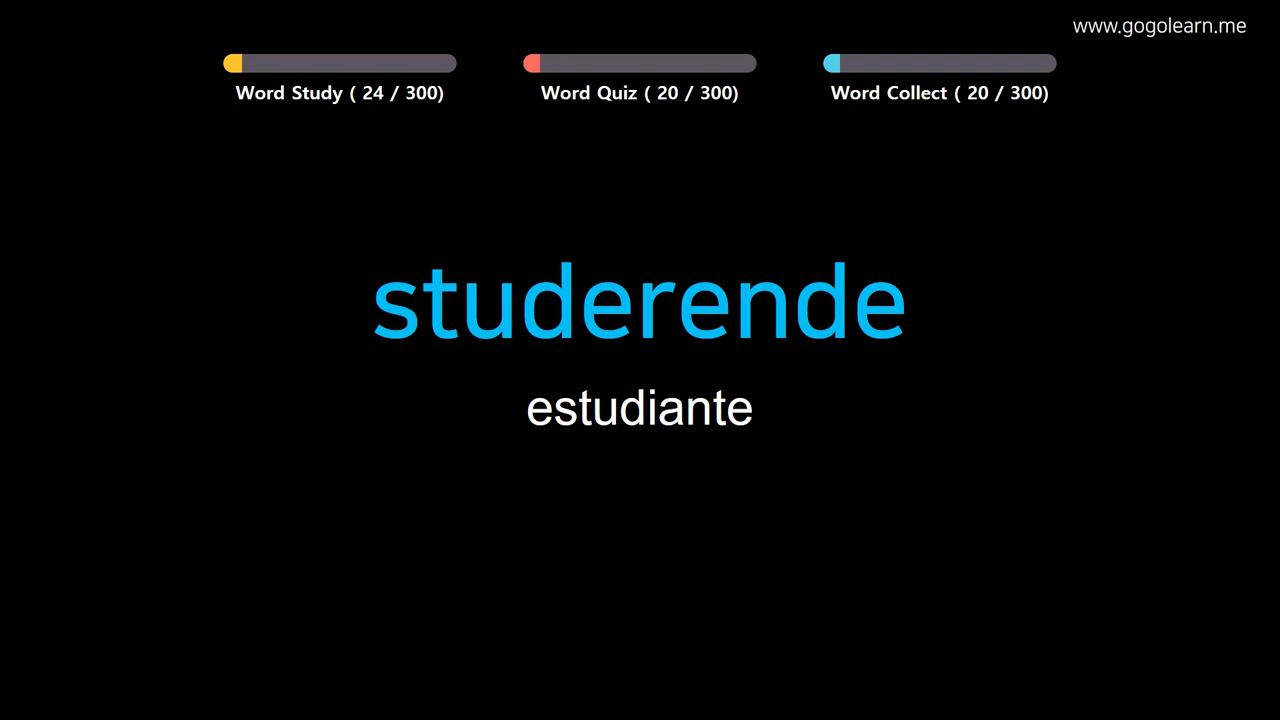 www.gogolearn.me
Word Study ( 24 / 300)
Word Quiz ( 20 / 300)
Word Collect ( 20 / 300)
studerende
estudiante